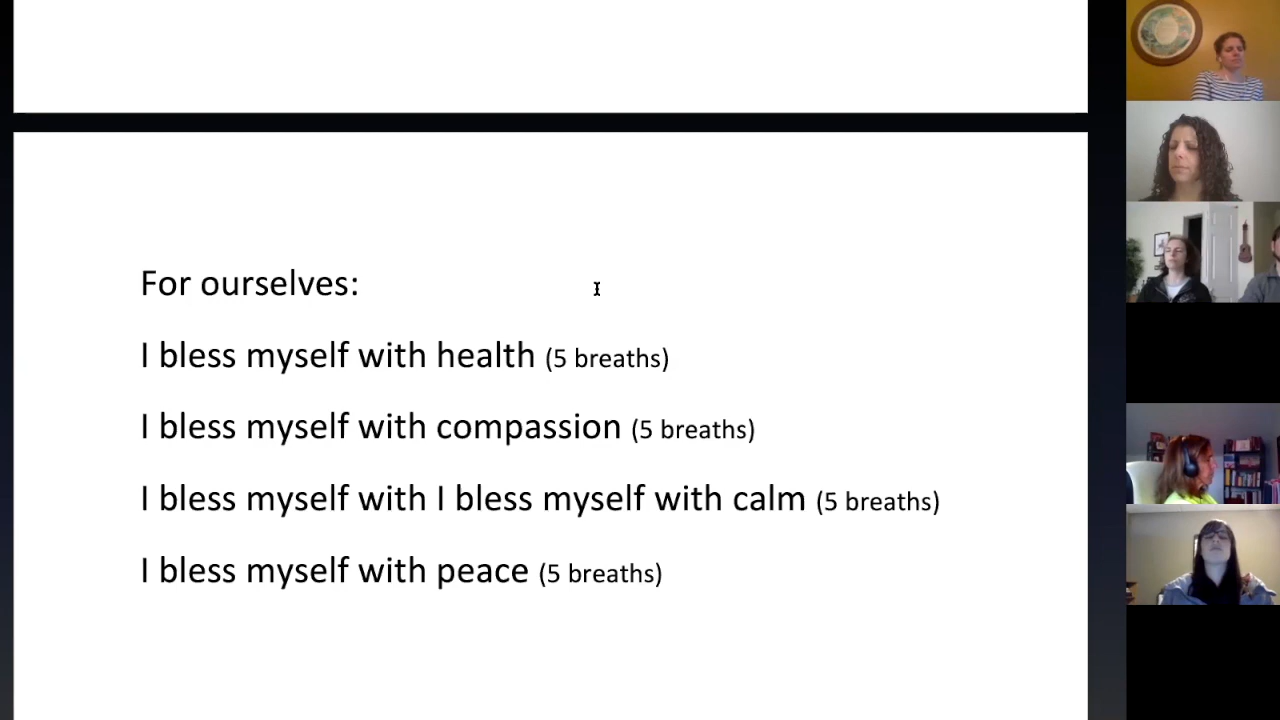 For ourselves:
I bless myself with health (5 breaths)
I bless myself with compassion (5 breaths)
I bless myself with I bless myself with calm (5 breaths)
I bless myself with peace (5 breaths)